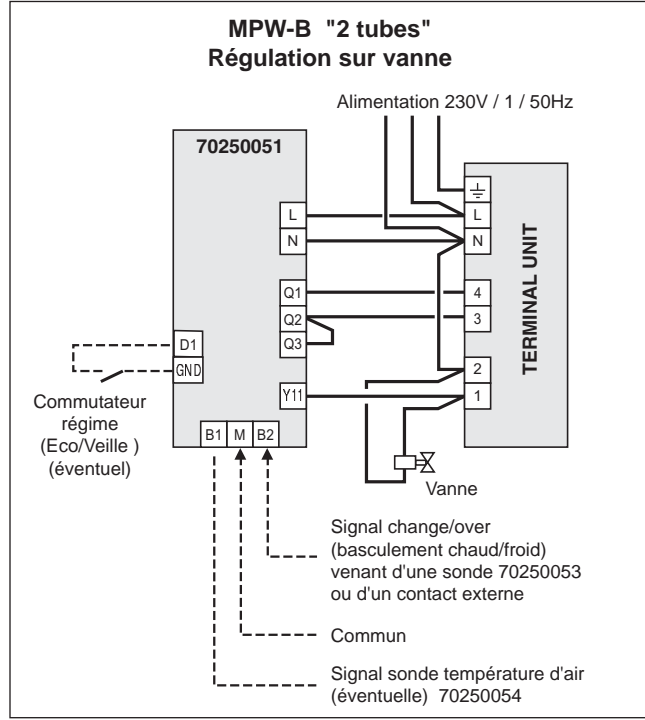 MPW-B "2 tubes"
Régulation sur vanne
Alimentation 230V / 1 / 50Hz
70250051
L
N
Q1
Q2
Q3
Y11
D1
GND
B1 M B2
L
N
4
3
2
1
TERMINAL UNIT
Commutateur
régime
(Eco/Veille )
(éventuel)
Vanne
Signal change/over
(basculement chaud/froid)
venant d'une sonde 70250053
ou d'un contact externe
Commun
Signal sonde température d'air
(éventuelle) 70250054